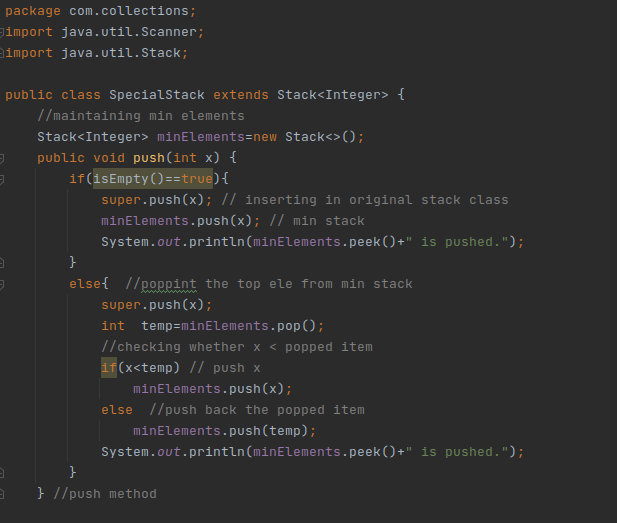 package com.collections;
import java.util.Scanner;
import java.util.Stack;
public class SpecialStack extends Stack<Integer> {
//maintaining min elements
Stack<Integer> minElements=new Stack<>();
public void push(int x) {
if(isEmpty()==true){
super.push(x); // inserting in original stack class
minElements.push(x); // min stack
System.out.println(minElements.peek()+" is pushed.");
}
else{  //poppint the top ele from min stack
super.push(x);
int  temp=minElements.pop();
//checking whether x < popped item
if(x<temp) // push x
minElements.push(x);
else  //push back the popped item
minElements.push(temp);
System.out.println(minElements.peek()+" is pushed.");
}
} //push method